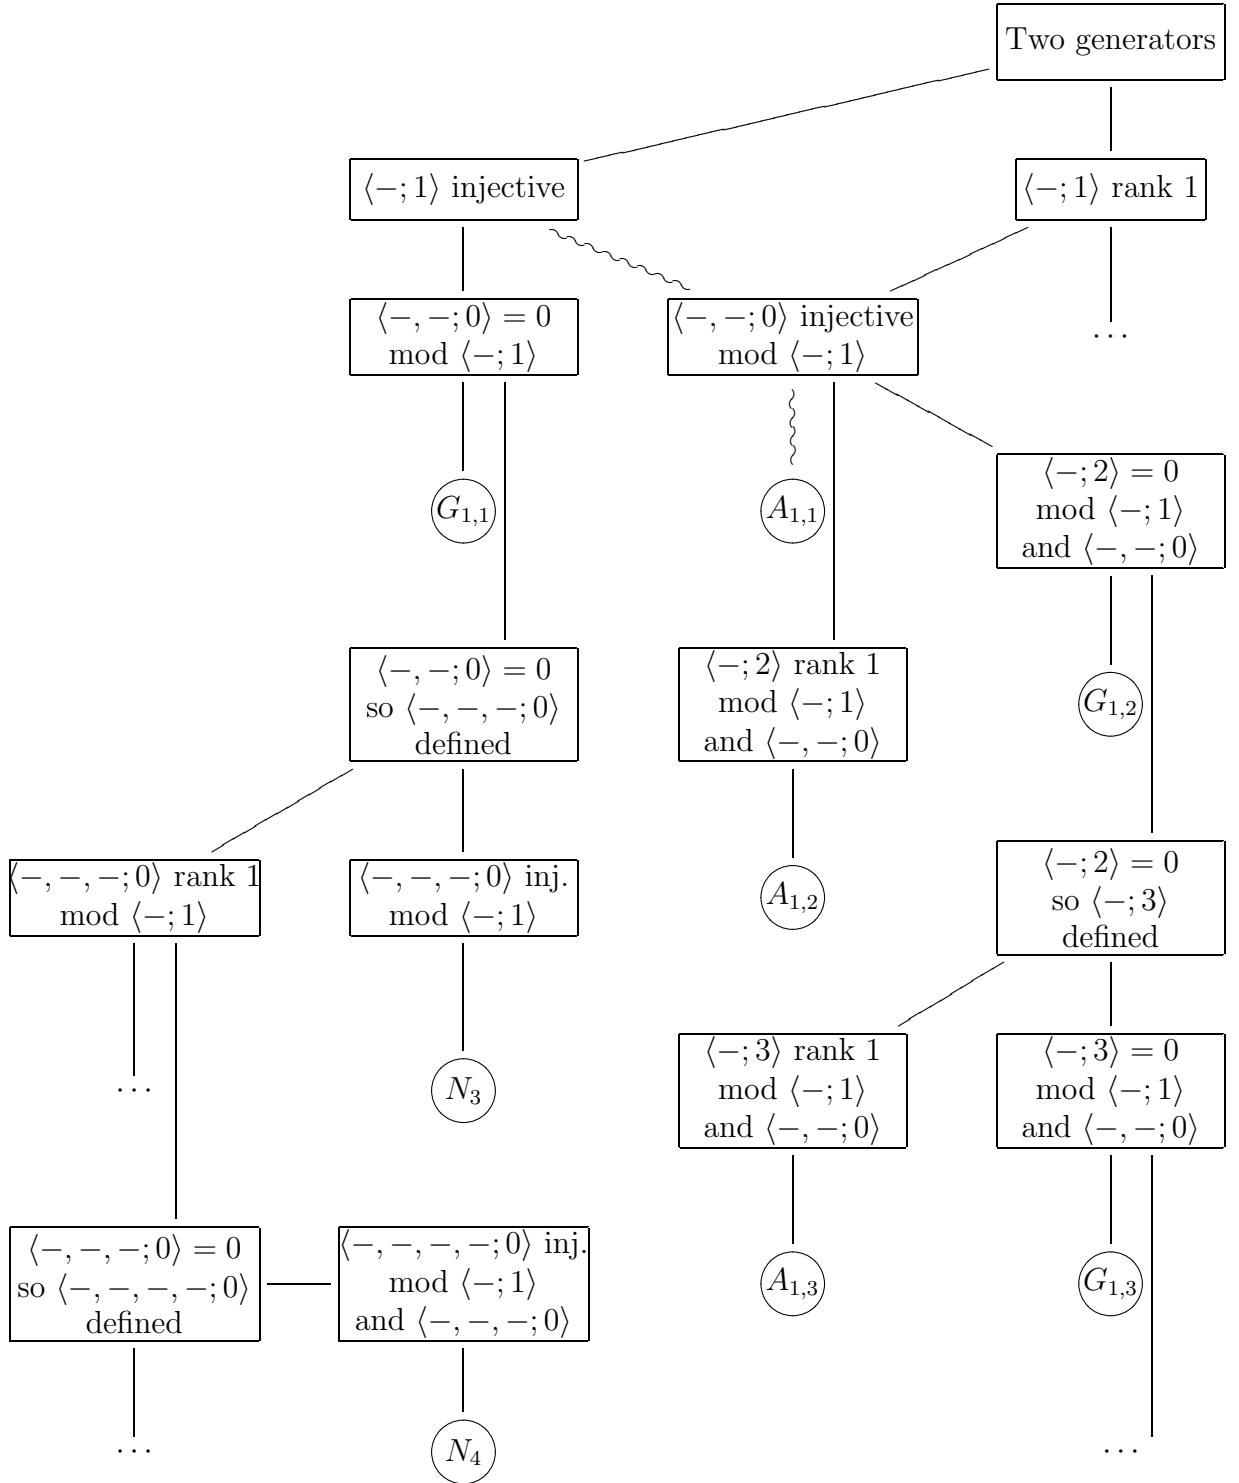 Two generators
⟨−; 1⟩ injective
⟨−; 1⟩ rank 1
⟨−, −; 0⟩ = 0
mod ⟨−; 1⟩
⟨−, −; 0⟩ injective
mod ⟨−; 1⟩
···
⟨−; 2⟩ = 0
mod ⟨−; 1⟩
and ⟨−, −; 0⟩
G₁,₁
A₁,₁
⟨−, −; 0⟩ = 0
so ⟨−, −, −; 0⟩
defined
⟨−; 2⟩ rank 1
mod ⟨−; 1⟩
and ⟨−, −; 0⟩
G₁,₂
⟨−, −, −; 0⟩ rank 1
mod ⟨−; 1⟩
⟨−, −, −; 0⟩ inj.
mod ⟨−; 1⟩
A₁,₂
⟨−; 2⟩ = 0
so ⟨−; 3⟩
defined
···
N₃
⟨−; 3⟩ rank 1
mod ⟨−; 1⟩
and ⟨−, −; 0⟩
⟨−; 3⟩ = 0
mod ⟨−; 1⟩
and ⟨−, −; 0⟩
⟨−, −, −; 0⟩ = 0
so ⟨−, −, −, −; 0⟩
defined
⟨−, −, −, −; 0⟩ inj.
mod ⟨−; 1⟩
and ⟨−, −, −; 0⟩
A₁,₃
G₁,₃
···
N₄
···